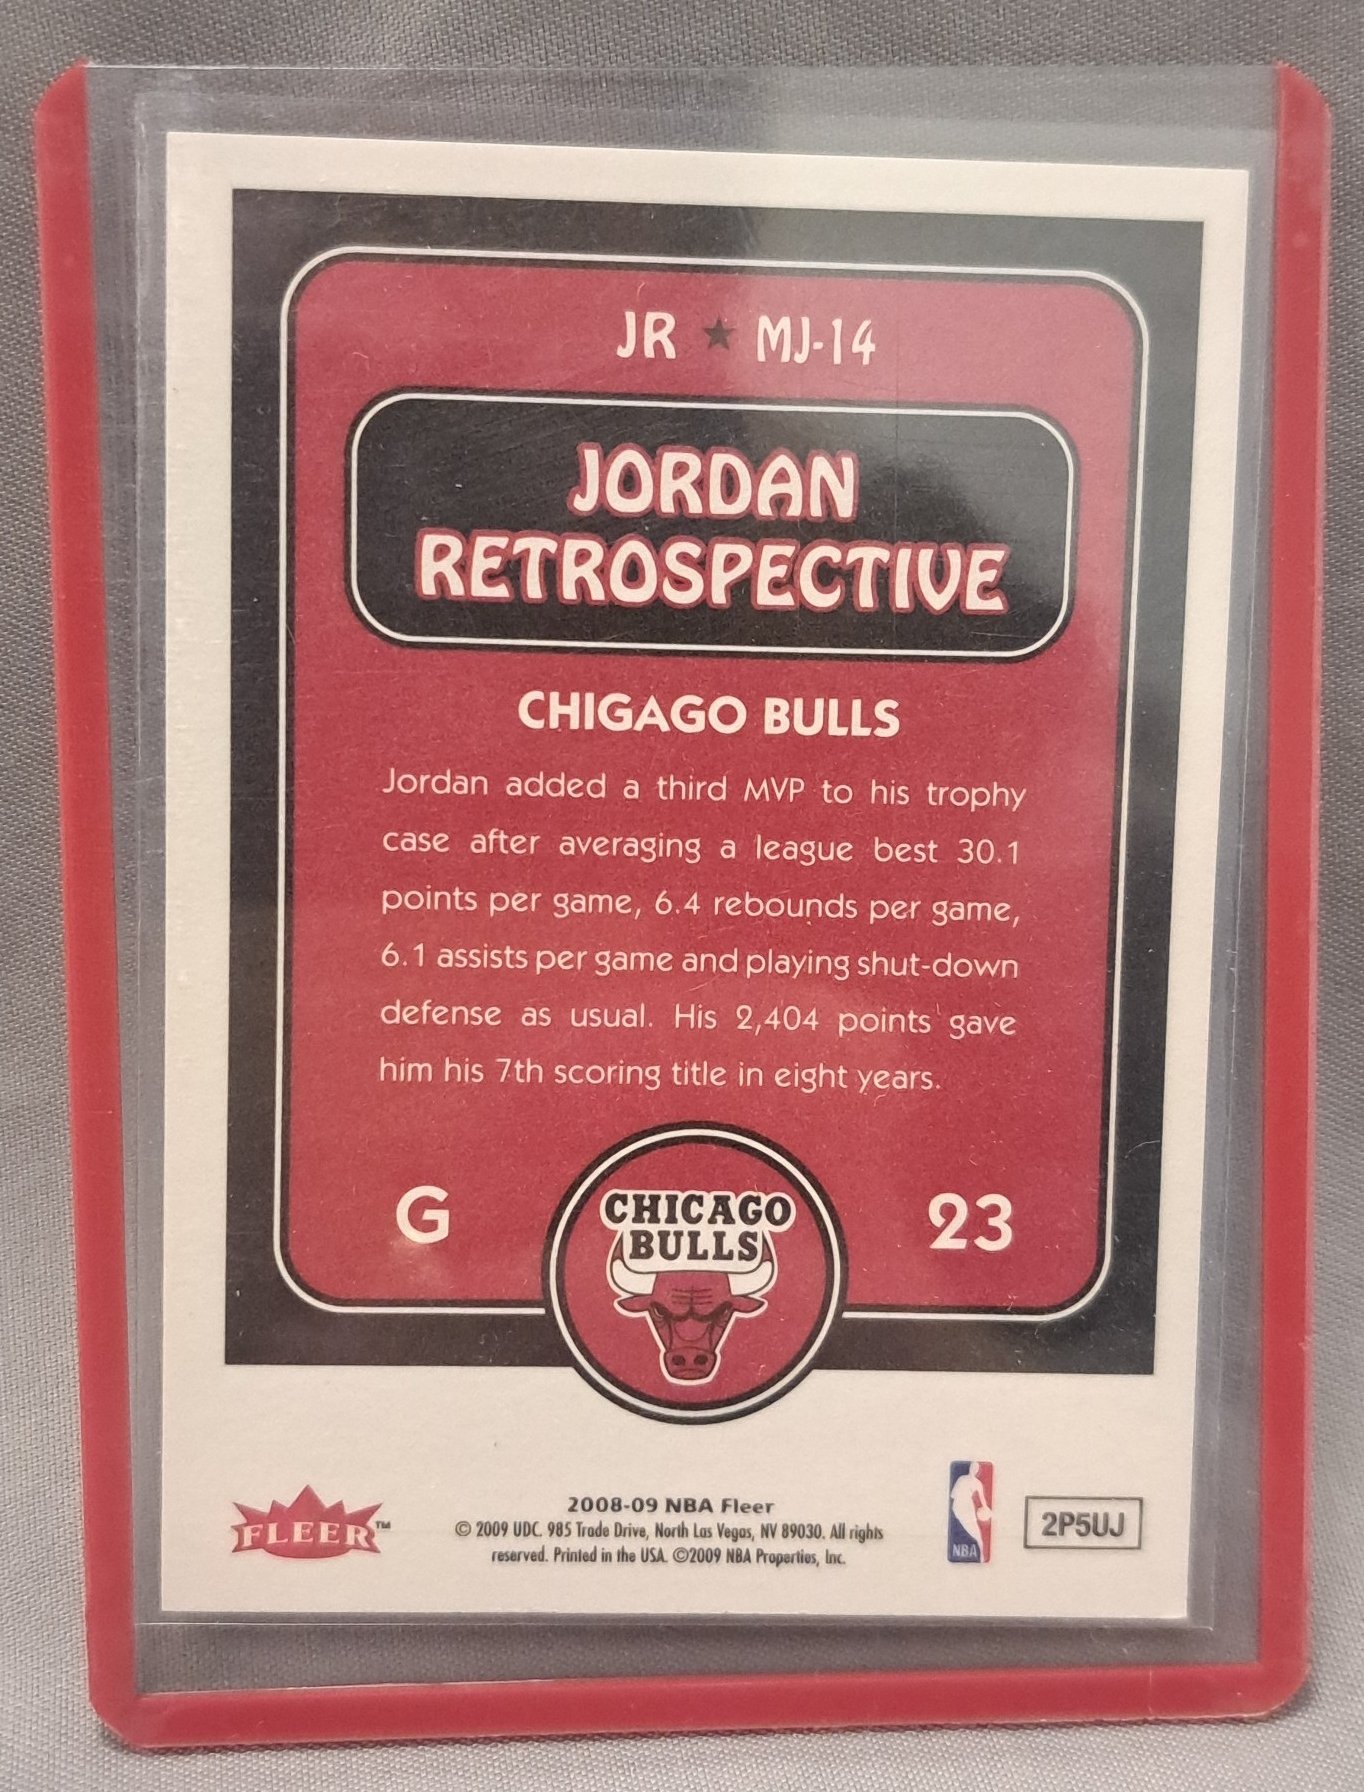 JR ★ MJ-14
JORDAN
RETROSPECTIVE
CHIGAGO BULLS
Jordan added a third MVP to his trophy
case after averaging a league best 30.1
points per game, 6.4 rebounds per game,
6.1 assists per game and playing shut-down
defense as usual. His 2,404 points gave
him his 7th scoring title in eight years.
G
CHICAGO
BULLS
23
FLEER™
2008-09 NBA Fleer
© 2009 UDC. 985 Trade Drive, North Las Vegas, NV 89030. All rights
reserved. Printed in the USA. ©2009 NBA Properties, Inc.
NBA
2P5UJ